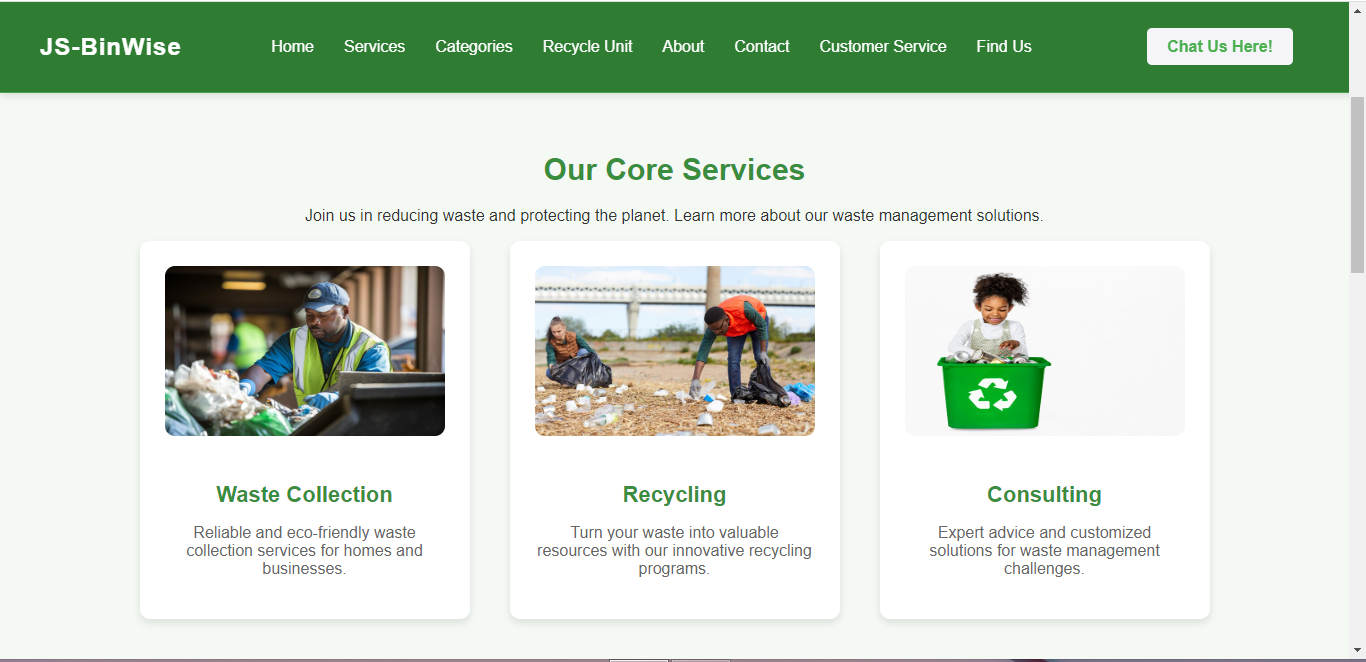 JS-BinWise
Home Services Categories Recycle Unit About Contact Customer Service Find Us
Chat Us Here!
Our Core Services
Join us in reducing waste and protecting the planet. Learn more about our waste management solutions.
Waste Collection
Reliable and eco-friendly waste
collection services for homes and
businesses.
Recycling
Turn your waste into valuable
resources with our innovative recycling
programs.
Consulting
Expert advice and customized
solutions for waste management
challenges.